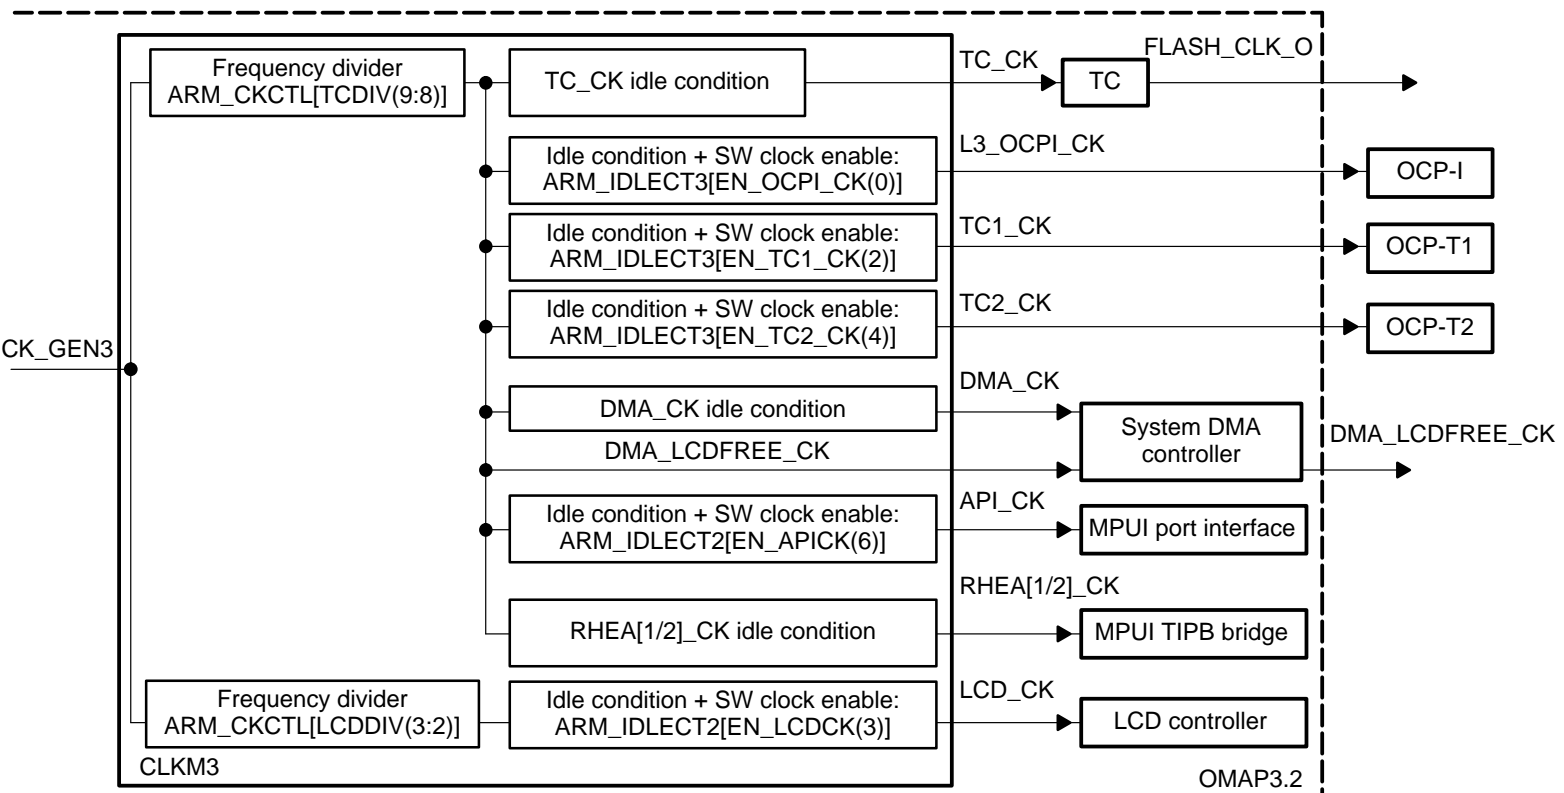 Frequency divider
ARM_CKCTL[TCDIV(9:8)]
TC_CK idle condition
TC_CK
TC
FLASH_CLK_O
Idle condition + SW clock enable:
ARM_IDLECT3[EN_OCPI_CK(0)]
L3_OCPI_CK
OCP-I
Idle condition + SW clock enable:
ARM_IDLECT3[EN_TC1_CK(2)]
TC1_CK
OCP-T1
Idle condition + SW clock enable:
ARM_IDLECT3[EN_TC2_CK(4)]
TC2_CK
OCP-T2
CK_GEN3
DMA_CK idle condition
DMA_CK
DMA_LCDFREE_CK
System DMA
controller
DMA_LCDFREE_CK
Idle condition + SW clock enable:
ARM_IDLECT2[EN_APICK(6)]
API_CK
MPUI port interface
RHEA[1/2]_CK idle condition
RHEA[1/2]_CK
MPUI TIPB bridge
Frequency divider
ARM_CKCTL[LCDDIV(3:2)]
Idle condition + SW clock enable:
ARM_IDLECT2[EN_LCDCK(3)]
LCD_CK
LCD controller
CLKM3
OMAP3.2